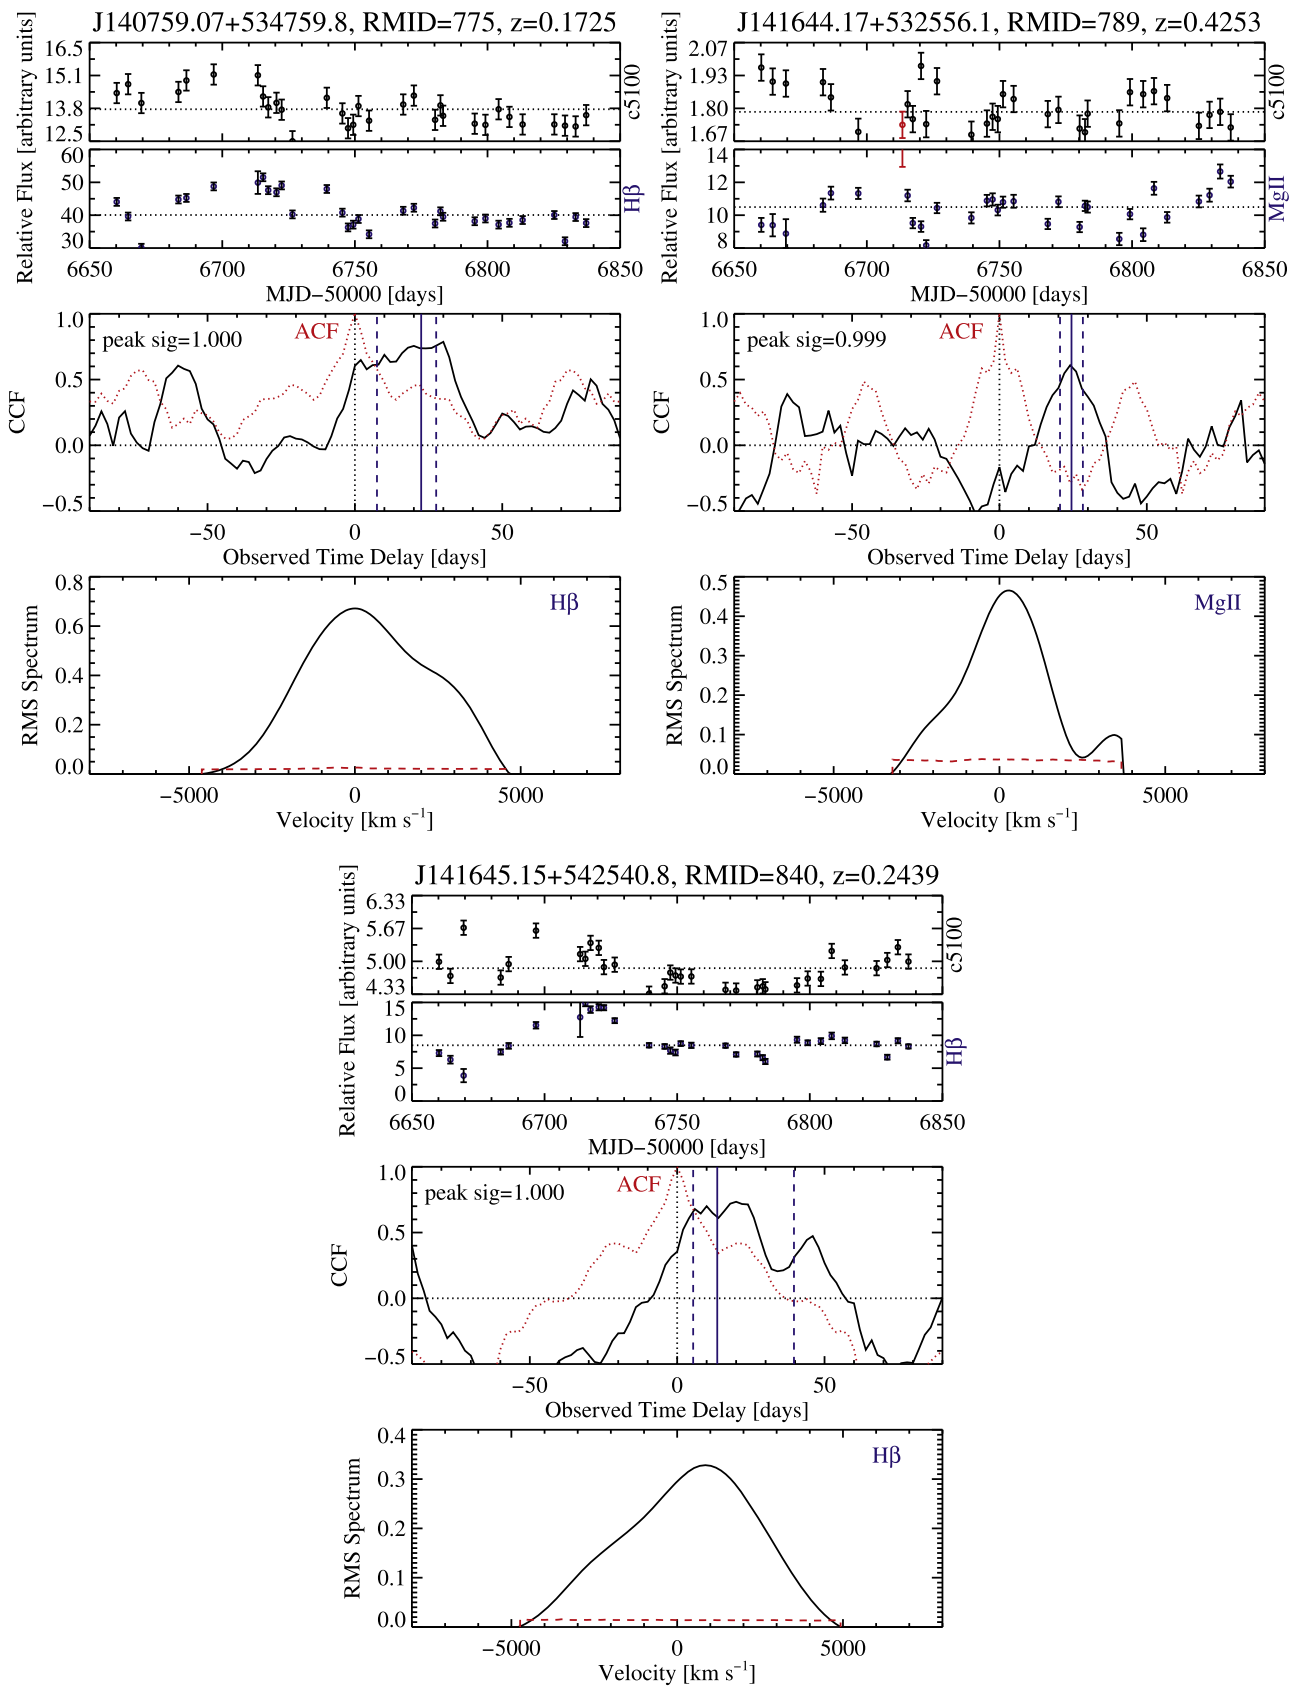 J140759.07+534759.8, RMID=775, z=0.1725
Relative Flux [arbitrary units]
16.5
15.1
13.8
12.5
c5100
60
50
40
30
Hβ
6650 6700 6750 6800 6850
MJD−50000 [days]
CCF
1.0
0.5
0.0
−0.5
peak sig=1.000
ACF
−50 0 50
Observed Time Delay [days]
RMS Spectrum
0.8
0.6
0.4
0.2
0.0
Hβ
−5000 0 5000
Velocity [km s⁻¹]
J141644.17+532556.1, RMID=789, z=0.4253
Relative Flux [arbitrary units]
2.07
1.93
1.80
1.67
c5100
14
12
10
8
MgII
6650 6700 6750 6800 6850
MJD−50000 [days]
CCF
1.0
0.5
0.0
−0.5
peak sig=0.999
ACF
−50 0 50
Observed Time Delay [days]
RMS Spectrum
0.5
0.4
0.3
0.2
0.1
0.0
MgII
−5000 0 5000
Velocity [km s⁻¹]
J141645.15+542540.8, RMID=840, z=0.2439
Relative Flux [arbitrary units]
6.33
5.67
5.00
4.33
c5100
15
10
5
0
Hβ
6650 6700 6750 6800 6850
MJD−50000 [days]
CCF
1.0
0.5
0.0
−0.5
peak sig=1.000
ACF
−50 0 50
Observed Time Delay [days]
RMS Spectrum
0.4
0.3
0.2
0.1
0.0
Hβ
−5000 0 5000
Velocity [km s⁻¹]